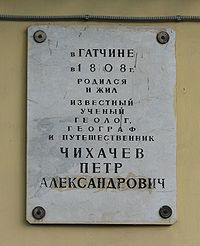 в ГАТЧИНЕ
в 1808 г.
РОДИЛСЯ
И ЖИЛ
ИЗВЕСТНЫЙ
УЧЕНЫЙ
ГЕОЛОГ,
ГЕОГРАФ
И ПУТЕШЕСТВЕННИК
ЧИХАЧЕВ
ПЕТР
АЛЕКСАНДРОВИЧ